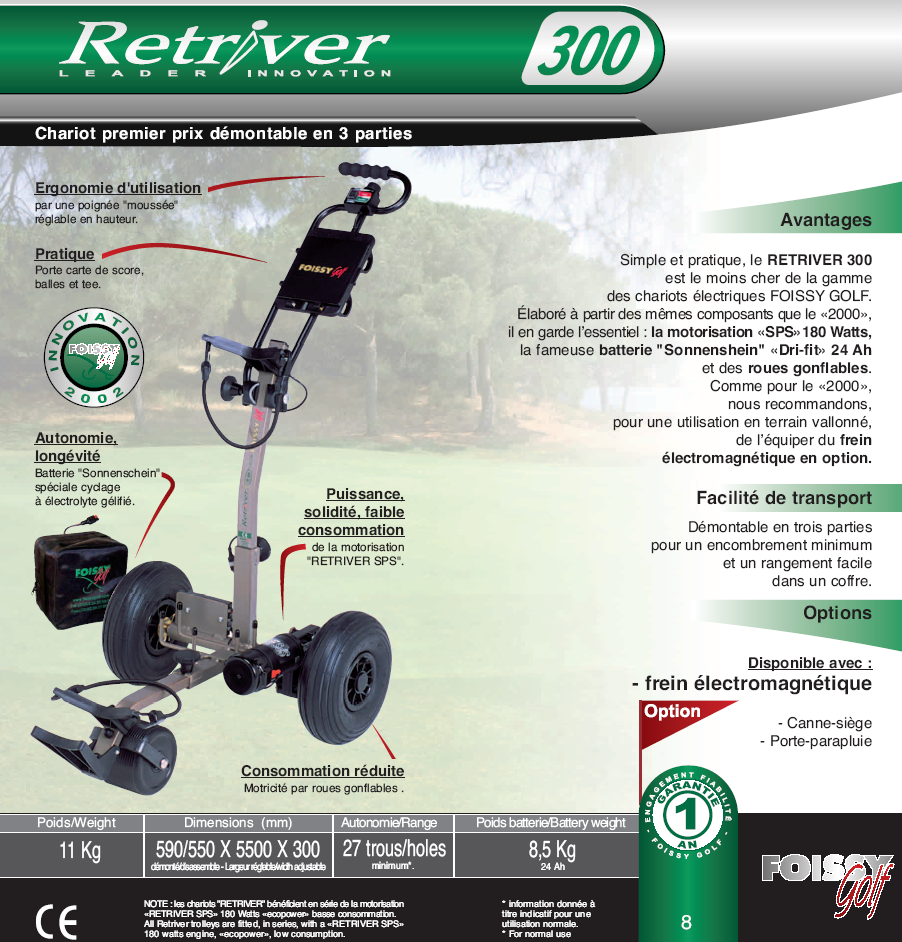 Retriver
LEADER INNOVATION
300
Chariot premier prix démontable en 3 parties
Ergonomie d'utilisation
par une poignée "moussée"
réglable en hauteur.
Pratique
Porte carte de score,
balles et tee.
INNOVATION
FOISSY
Golf
2002
Autonomie,
longévité
Batterie "Sonnenschein"
spéciale cyclage
à électrolyte gélifié.
FOISSY
Golf
FOISSY Golf
Puissance,
solidité, faible
consommation
de la motorisation
"RETRIVER SPS".
Consommation réduite
Motricité par roues gonflables .
Avantages
Simple et pratique, le RETRIVER 300
est le moins cher de la gamme
des chariots électriques FOISSY GOLF.
Élaboré à partir des mêmes composants que le «2000»,
il en garde l'essentiel : la motorisation «SPS»180 Watts,
la fameuse batterie "Sonnenshein" «Dri-fit» 24 Ah
et des roues gonflables.
Comme pour le «2000»,
nous recommandons,
pour une utilisation en terrain vallonné,
de l'équiper du frein
électromagnétique en option.
Facilité de transport
Démontable en trois parties
pour un encombrement minimum
et un rangement facile
dans un coffre.
Options
Disponible avec :
- frein électromagnétique
Option
- Canne-siège
- Porte-parapluie
- ENGAGEMENT FIABILITÉ -
GARANTIE
1
AN
FOISSY GOLF
Poids/Weight Dimensions (mm) Autonomie/Range Poids batterie/Battery weight
11 Kg 590/550 X 5500 X 300 27 trous/holes 8,5 Kg
démonté/disassemble - Largeur réglable/width adjustable minimum*. 24 Ah
CE
NOTE : les chariots "RETRIVER" bénéficient en série de la motorisation
«RETRIVER SPS» 180 Watts «ecopower» basse consommation.
All Retriver trolleys are fitted, in series, with a «RETRIVER SPS»
180 watts engine, «ecopower», low consumption.
* information donnée à
titre indicatif pour une
utilisation normale.
* For normal use
8
FOISSY
Golf